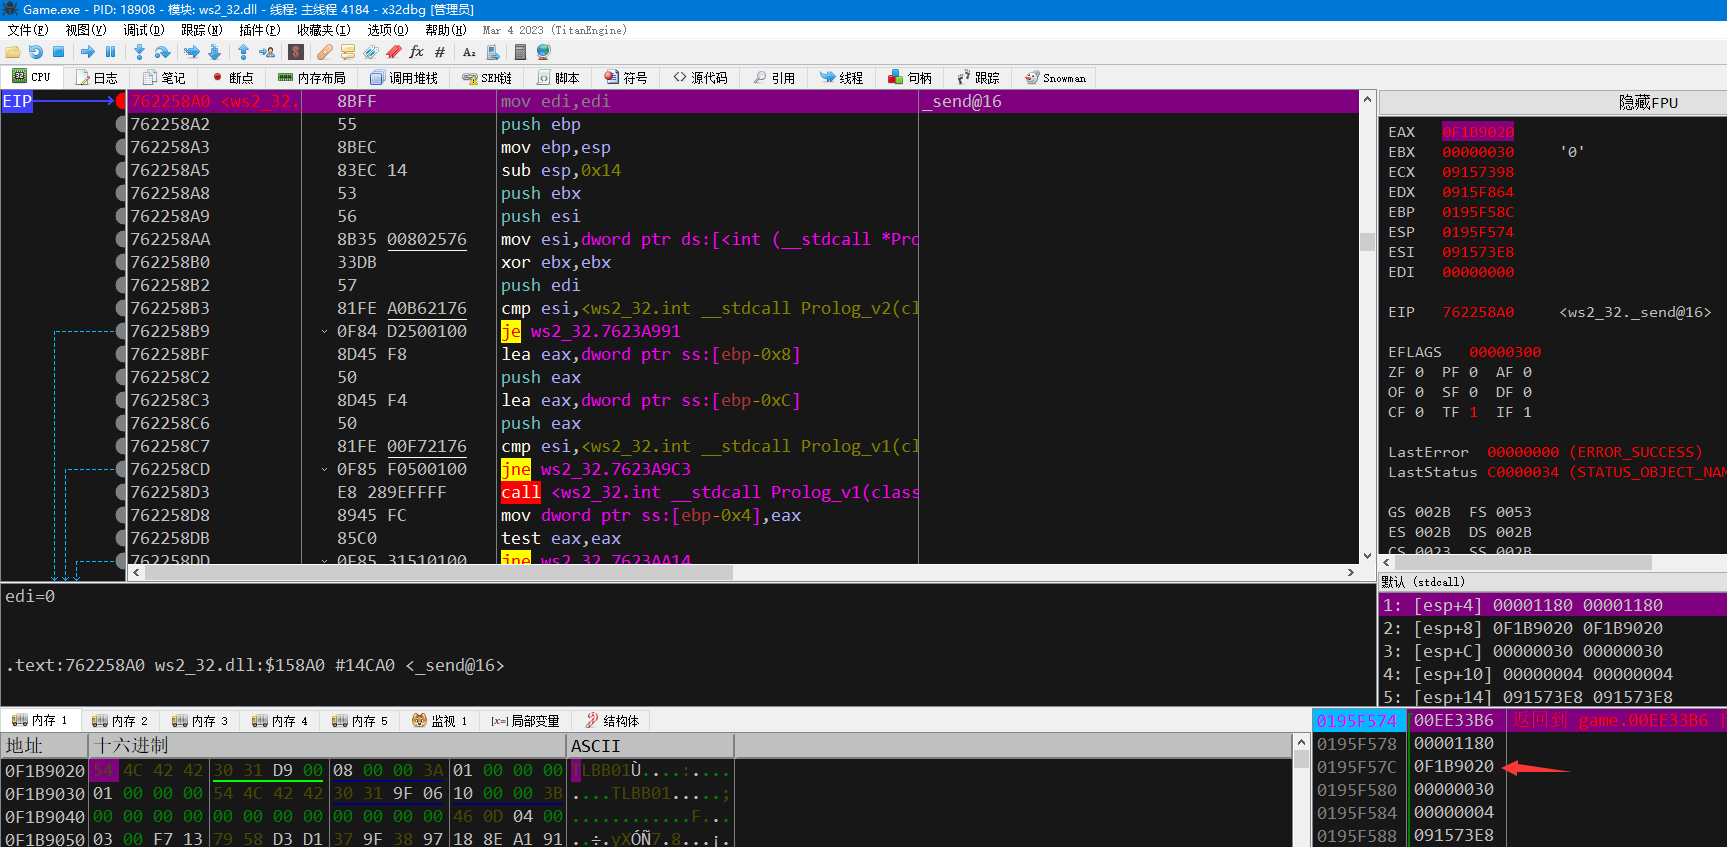 Game.exe - PID: 18908 - 模块: ws2_32.dll - 线程: 主线程 4184 - x32dbg [管理员]
文件(F) 视图(V) 调试(D) 跟踪(N) 插件(P) 收藏夹(I) 选项(O) 帮助(H) Mar 4 2023 (TitanEngine)
CPU 日志 笔记 断点 内存布局 调用堆栈 SEH链 脚本 符号 源代码 引用 线程 句柄 跟踪 Snowman
EIP 762258A0 <ws2_32. 8BFF mov edi,edi _send@16
762258A2 55 push ebp
762258A3 8BEC mov ebp,esp
762258A5 83EC 14 sub esp,0x14
762258A8 53 push ebx
762258A9 56 push esi
762258AA 8B35 00802576 mov esi,dword ptr ds:[<int (__stdcall *Pro
762258B0 33DB xor ebx,ebx
762258B2 57 push edi
762258B3 81FE A0B62176 cmp esi,<ws2_32.int __stdcall Prolog_v2(cl
762258B9 0F84 D2500100 je ws2_32.7623A991
762258BF 8D45 F8 lea eax,dword ptr ss:[ebp-0x8]
762258C2 50 push eax
762258C3 8D45 F4 lea eax,dword ptr ss:[ebp-0xC]
762258C6 50 push eax
762258C7 81FE 00F72176 cmp esi,<ws2_32.int __stdcall Prolog_v1(cl
762258CD 0F85 F0500100 jne ws2_32.7623A9C3
762258D3 E8 289EFFFF call <ws2_32.int __stdcall Prolog_v1(class
762258D8 8945 FC mov dword ptr ss:[ebp-0x4],eax
762258DB 85C0 test eax,eax
762258DD 0F85 31510100 jne ws2_32.7623AA14
隐藏FPU
EAX 0F1B9020
EBX 00000030 '0'
ECX 09157398
EDX 0915F864
EBP 0195F58C
ESP 0195F574
ESI 091573E8
EDI 00000000
EIP 762258A0 <ws2_32._send@16>
EFLAGS 00000300
ZF 0 PF 0 AF 0
OF 0 SF 0 DF 0
CF 0 TF 1 IF 1
LastError 00000000 (ERROR_SUCCESS)
LastStatus C0000034 (STATUS_OBJECT_NAM
GS 002B FS 0053
ES 002B DS 002B
CS 0023 SS 002B
默认 (stdcall)
1: [esp+4] 00001180 00001180
2: [esp+8] 0F1B9020 0F1B9020
3: [esp+C] 00000030 00000030
4: [esp+10] 00000004 00000004
5: [esp+14] 091573E8 091573E8
edi=0
.text:762258A0 ws2_32.dll:$158A0 #14CA0 <_send@16>
内存 1 内存 2 内存 3 内存 4 内存 5 监视 1 [x=] 局部变量 结构体
地址 十六进制 ASCII
0F1B9020 54 4C 42 42 30 31 D9 00 08 00 00 3A 01 00 00 00 TLBB01Ù....:....
0F1B9030 01 00 00 00 54 4C 42 42 30 31 9F 06 10 00 00 3B ....TLBB01.....;
0F1B9040 00 00 00 00 00 00 00 00 00 00 00 00 46 0D 04 00 ............F...
0F1B9050 03 00 F7 13 79 58 D3 D1 37 9F 38 97 18 8E A1 91 ..÷.yXÓÑ7.8...¡.
0195F574 00EE33B6 返回到 game.00EE33B6
0195F578 00001180
0195F57C 0F1B9020
0195F580 00000030
0195F584 00000004
0195F588 091573E8